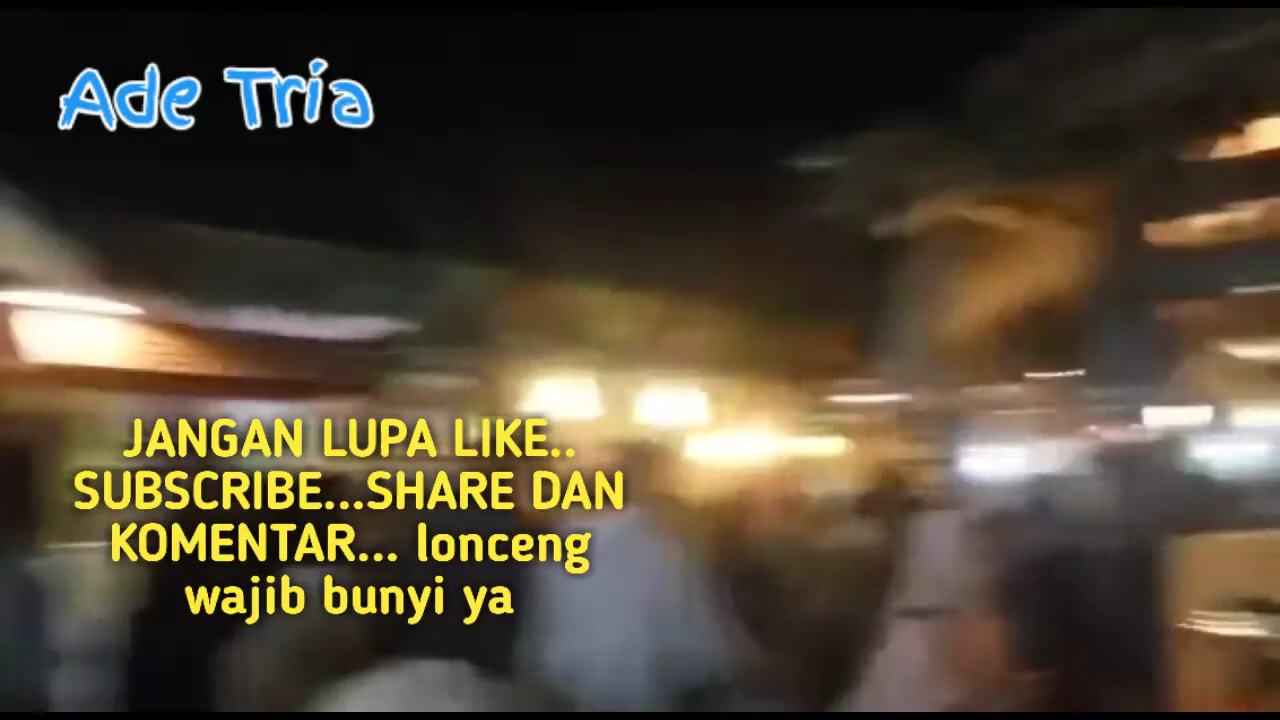 Ade Tria
JANGAN LUPA LIKE..
SUBSCRIBE...SHARE DAN
KOMENTAR... lonceng
wajib bunyi ya